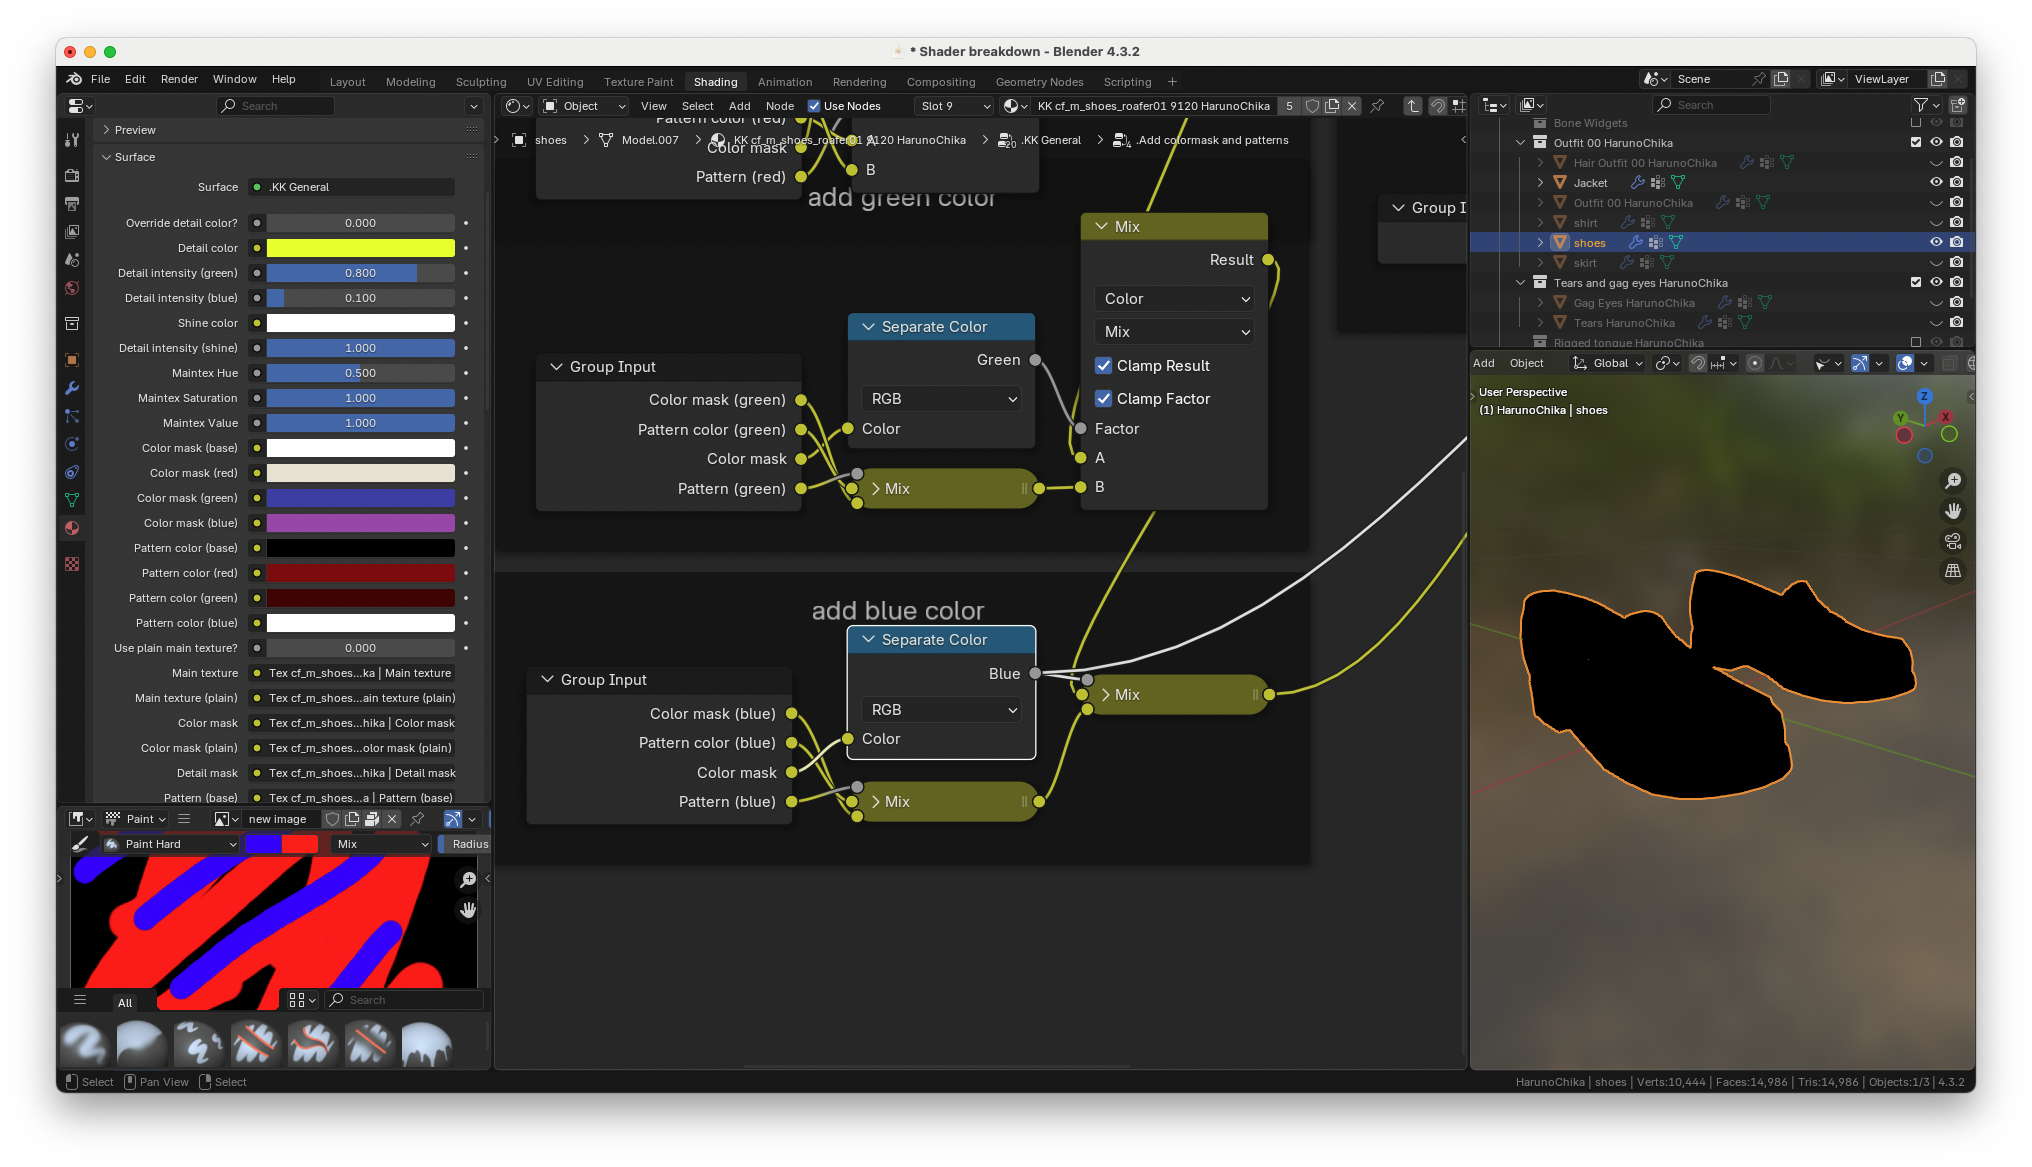 * Shader breakdown - Blender 4.3.2
File Edit Render Window Help
Layout Modeling Sculpting UV Editing Texture Paint Shading Animation Rendering Compositing Geometry Nodes Scripting +
Scene
ViewLayer
Search
Preview
Surface
Surface .KK General
Override detail color? 0.000
Detail color
Detail intensity (green) 0.800
Detail intensity (blue) 0.100
Shine color
Detail intensity (shine) 1.000
Maintex Hue 0.500
Maintex Saturation 1.000
Maintex Value 1.000
Color mask (base)
Color mask (red)
Color mask (green)
Color mask (blue)
Pattern color (base)
Pattern color (red)
Pattern color (green)
Pattern color (blue)
Use plain main texture? 0.000
Main texture Tex cf_m_shoes...ka | Main texture
Main texture (plain) Tex cf_m_shoes...ain texture (plain)
Color mask Tex cf_m_shoes...hika | Color mask
Color mask (plain) Tex cf_m_shoes...olor mask (plain)
Detail mask Tex cf_m_shoes...hika | Detail mask
Pattern (base) Tex cf_m_shoes...a | Pattern (base)
Paint
new image
Paint Hard
Mix
Radius
All
Search
Object View Select Add Node Use Nodes Slot 9 KK cf_m_shoes_roafer01 9120 HarunoChika 5
shoes Model.007 KK cf_m_shoes_roafer01 9120 HarunoChika .KK General .Add colormask and patterns
20
4
Pattern color (red)
Color mask
Pattern (red)
A
B
add green color
Group Input
Color mask (green)
Pattern color (green)
Color mask
Pattern (green)
Separate Color
Green
RGB
Color
Mix
Mix
Result
Color
Mix
Clamp Result
Clamp Factor
Factor
A
B
Group I
add blue color
Group Input
Color mask (blue)
Pattern color (blue)
Color mask
Pattern (blue)
Separate Color
Blue
RGB
Color
Mix
Mix
Search
Bone Widgets
Outfit 00 HarunoChika
Hair Outfit 00 HarunoChika
Jacket
Outfit 00 HarunoChika
shirt
shoes
skirt
Tears and gag eyes HarunoChika
Gag Eyes HarunoChika
Tears HarunoChika
Rigged tongue HarunoChika
Add Object Global
User Perspective
(1) HarunoChika | shoes
Z
Y
X
Select Pan View Select
HarunoChika | shoes | Verts:10,444 | Faces:14,986 | Tris:14,986 | Objects:1/3 | 4.3.2